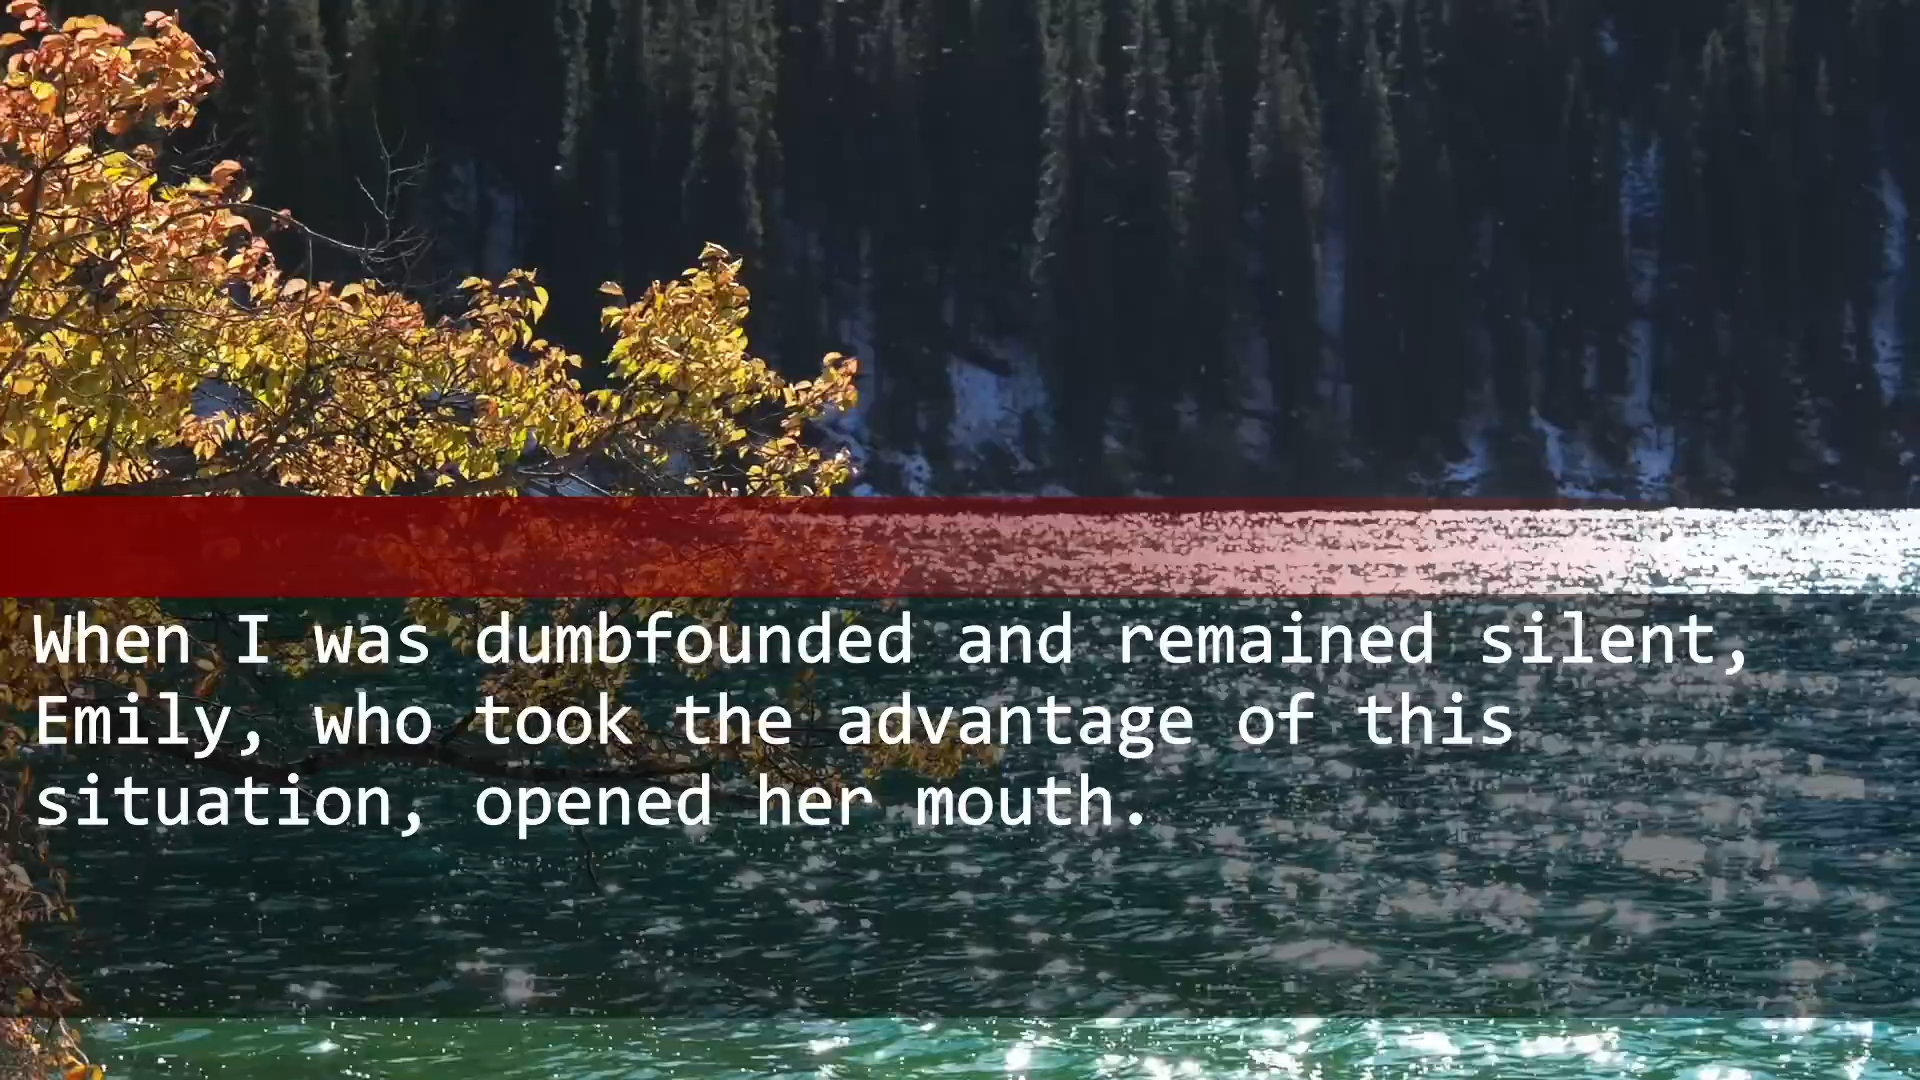 When I was dumbfounded and remained silent,
Emily, who took the advantage of this
situation, opened her mouth.